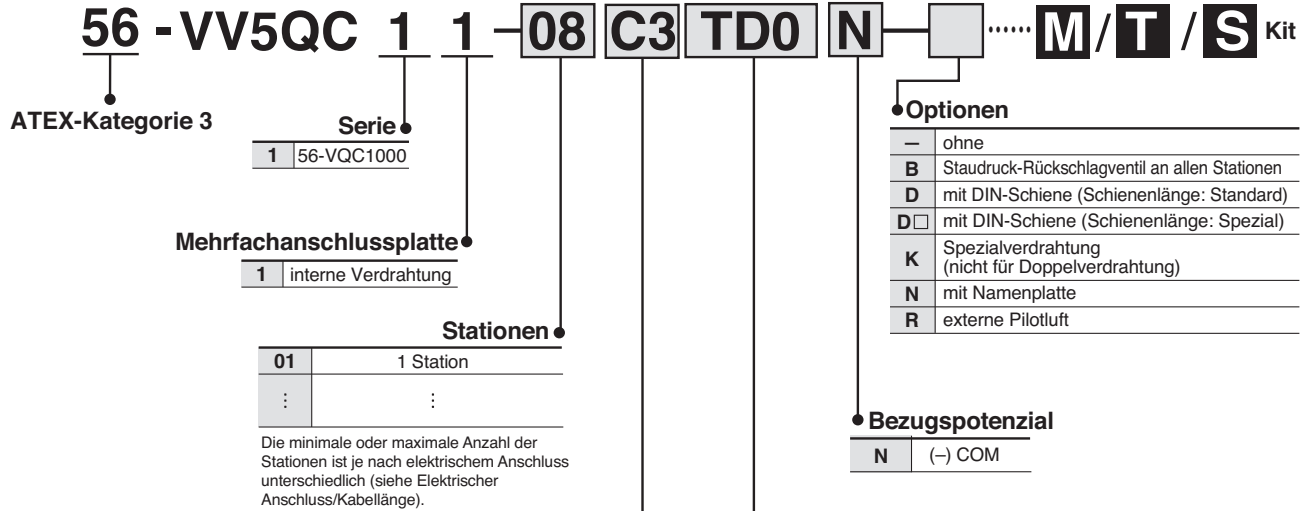 56 - VV5QC 1 1 - 08 C3 TD0 N - □ ······ M / T / S Kit
ATEX-Kategorie 3
Serie
1 56-VQC1000
Mehrfachanschlussplatte
1 interne Verdrahtung
Stationen
01 1 Station
⋮ ⋮
Die minimale oder maximale Anzahl der
Stationen ist je nach elektrischem Anschluss
unterschiedlich (siehe Elektrischer
Anschluss/Kabellänge).
Optionen
— ohne
B Staudruck-Rückschlagventil an allen Stationen
D mit DIN-Schiene (Schienenlänge: Standard)
D□ mit DIN-Schiene (Schienenlänge: Spezial)
K Spezialverdrahtung
(nicht für Doppelverdrahtung)
N mit Namenplatte
R externe Pilotluft
Bezugspotenzial
N (–) COM